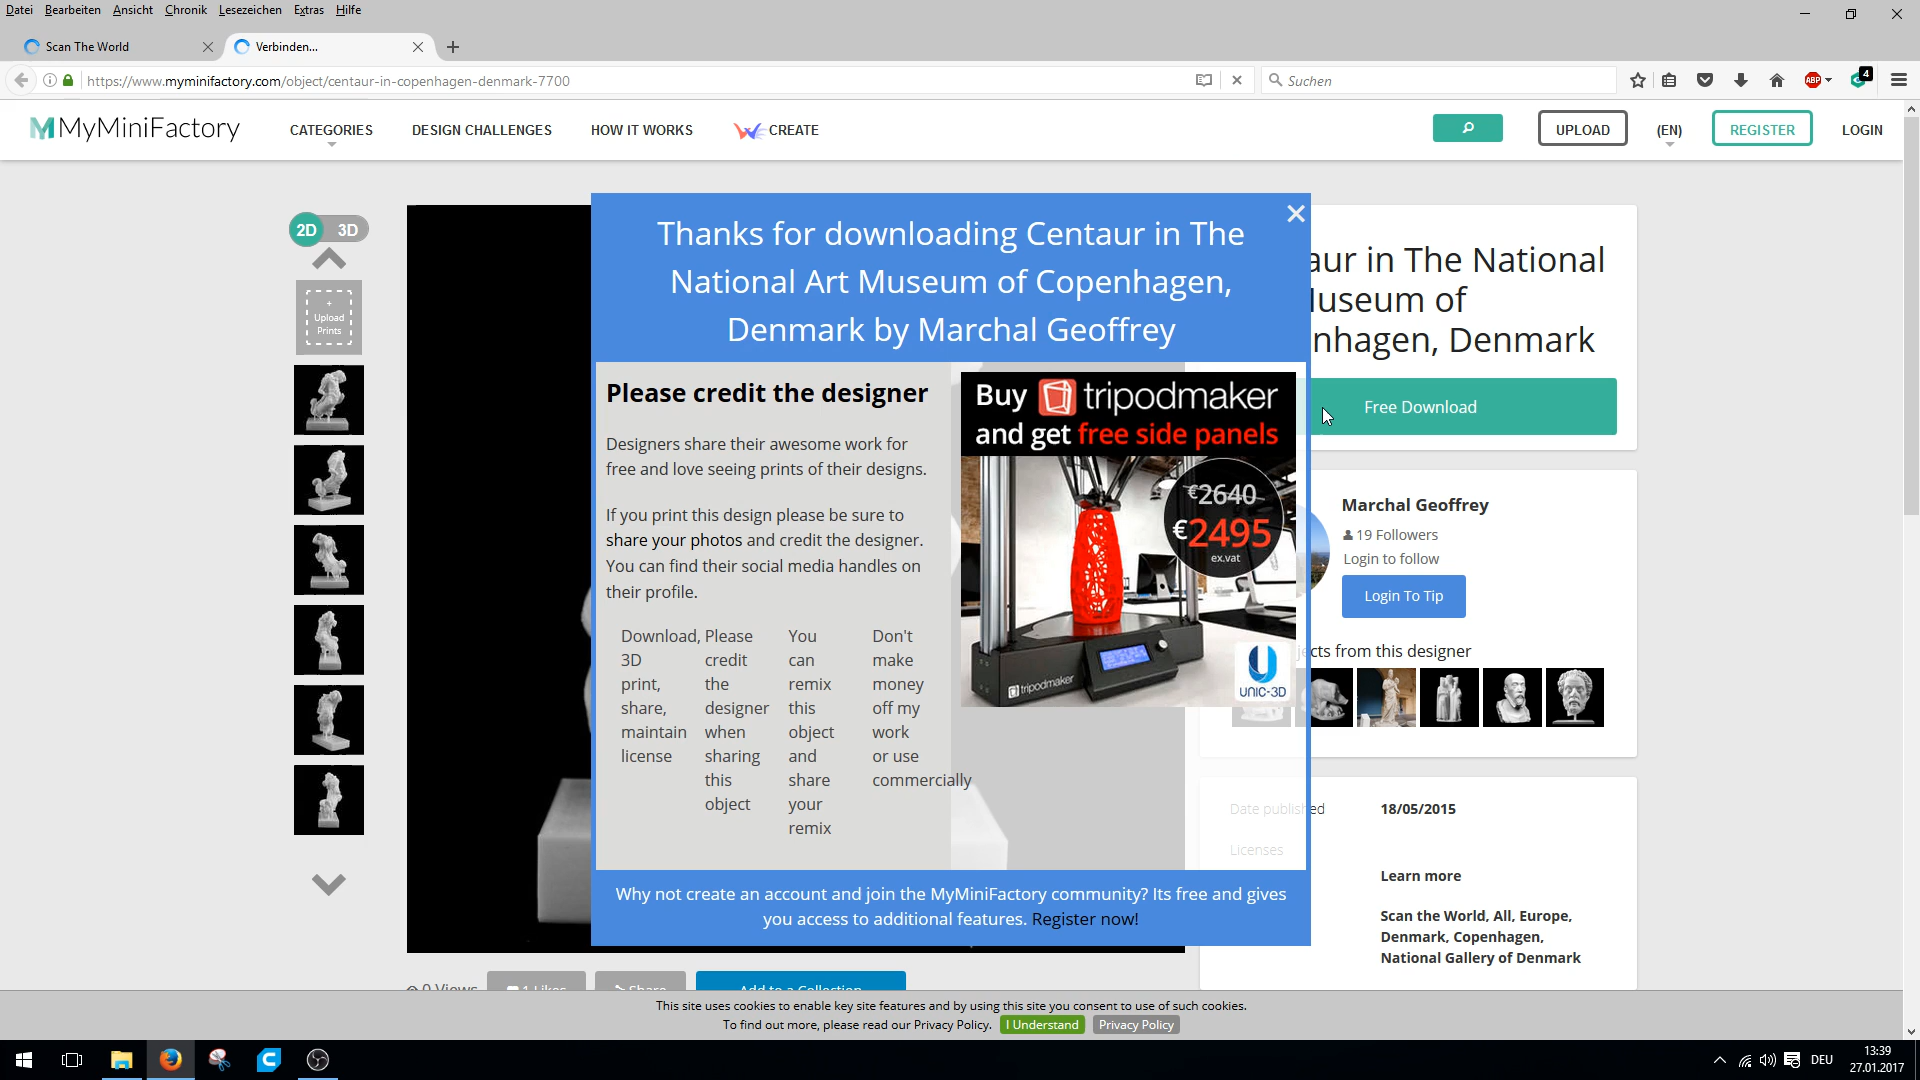 Datei Bearbeiten Ansicht Chronik Lesezeichen Extras Hilfe
Scan The World
Verbinden...
https://www.myminifactory.com/object/centaur-in-copenhagen-denmark-7700
Suchen
ABP
4
MyMiniFactory
CATEGORIES
DESIGN CHALLENGES
HOW IT WORKS
CREATE
UPLOAD
(EN)
REGISTER
LOGIN
2D 3D
+
Upload
Prints
Thanks for downloading Centaur in The
National Art Museum of Copenhagen,
Denmark by Marchal Geoffrey
Please credit the designer
Designers share their awesome work for
free and love seeing prints of their designs.
If you print this design please be sure to
share your photos and credit the designer.
You can find their social media handles on
their profile.
Download,
3D
print,
share,
maintain
license
Please
credit
the
designer
when
sharing
this
object
You
can
remix
this
object
and
share
your
remix
Don't
make
money
off my
work
or use
commercially
Buy tripodmaker
and get free side panels
€2640
€2495
ex.vat
tripodmaker
UNIC-3D
Why not create an account and join the MyMiniFactory community? Its free and gives
you access to additional features. Register now!
aur in The National
useum of
nhagen, Denmark
Free Download
Marchal Geoffrey
19 Followers
Login to follow
Login To Tip
cts from this designer
Date published
18/05/2015
Licenses
Learn more
Scan the World, All, Europe,
Denmark, Copenhagen,
National Gallery of Denmark
0 Views
1 Likes
Share
Add to a Collection
This site uses cookies to enable key site features and by using this site you consent to use of such cookies.
To find out more, please read our Privacy Policy.
I Understand
Privacy Policy
DEU
13:39
27.01.2017